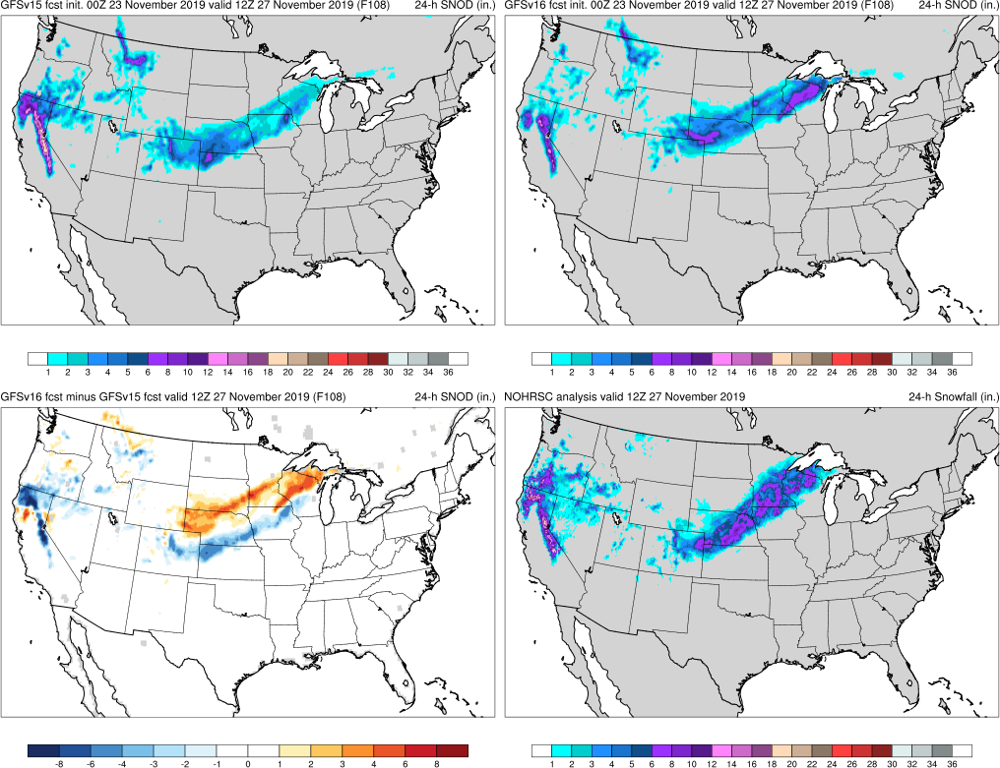 GFSv15 fcst init. 00Z 23 November 2019 valid 12Z 27 November 2019 (F108) 24-h SNOD (in.)
GFSv16 fcst init. 00Z 23 November 2019 valid 12Z 27 November 2019 (F108) 24-h SNOD (in.)
1 2 3 4 5 6 8 10 12 14 16 18 20 22 24 26 28 30 32 34 36
1 2 3 4 5 6 8 10 12 14 16 18 20 22 24 26 28 30 32 34 36
GFSv16 fcst minus GFSv15 fcst valid 12Z 27 November 2019 (F108) 24-h SNOD (in.)
NOHRSC analysis valid 12Z 27 November 2019 24-h Snowfall (in.)
-8 -6 -4 -3 -2 -1 0 1 2 3 4 6 8
1 2 3 4 5 6 8 10 12 14 16 18 20 22 24 26 28 30 32 34 36